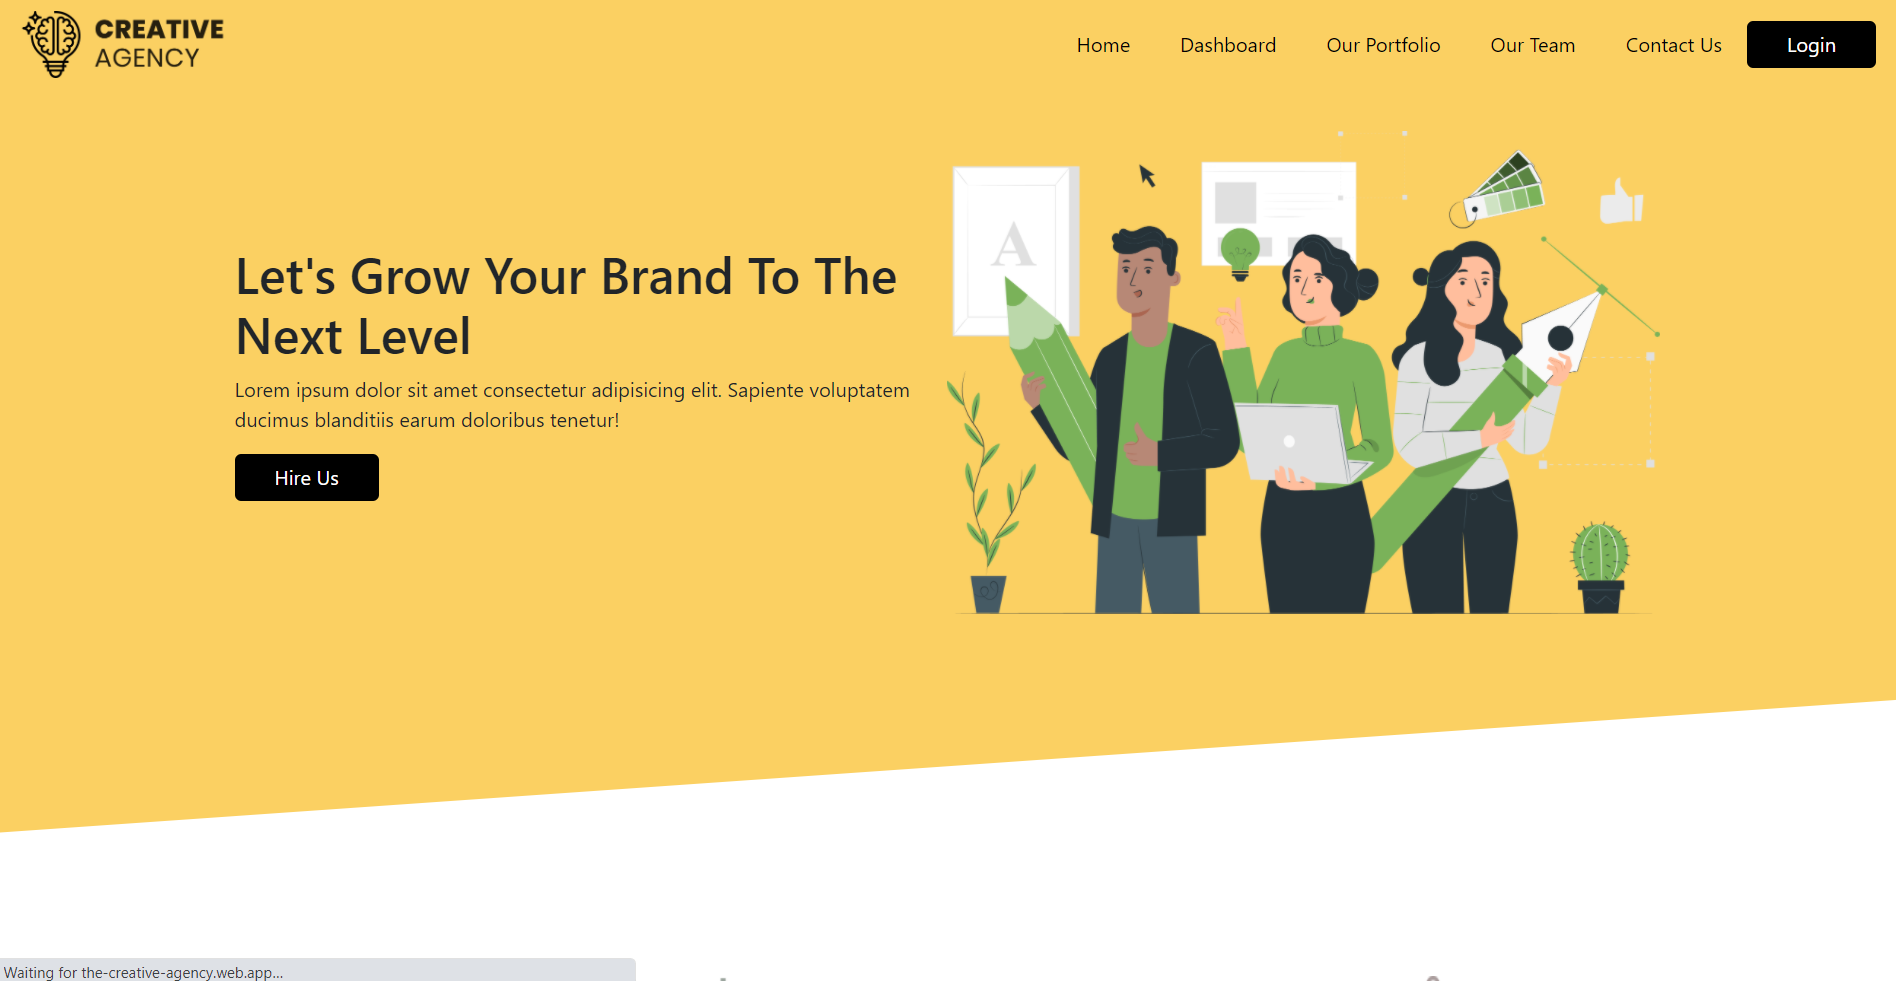 CREATIVE
AGENCY
Home Dashboard Our Portfolio Our Team Contact Us Login
A
Let's Grow Your Brand To The
Next Level
Lorem ipsum dolor sit amet consectetur adipisicing elit. Sapiente voluptatem
ducimus blanditiis earum doloribus tenetur!
Hire Us
Waiting for the-creative-agency.web.app...